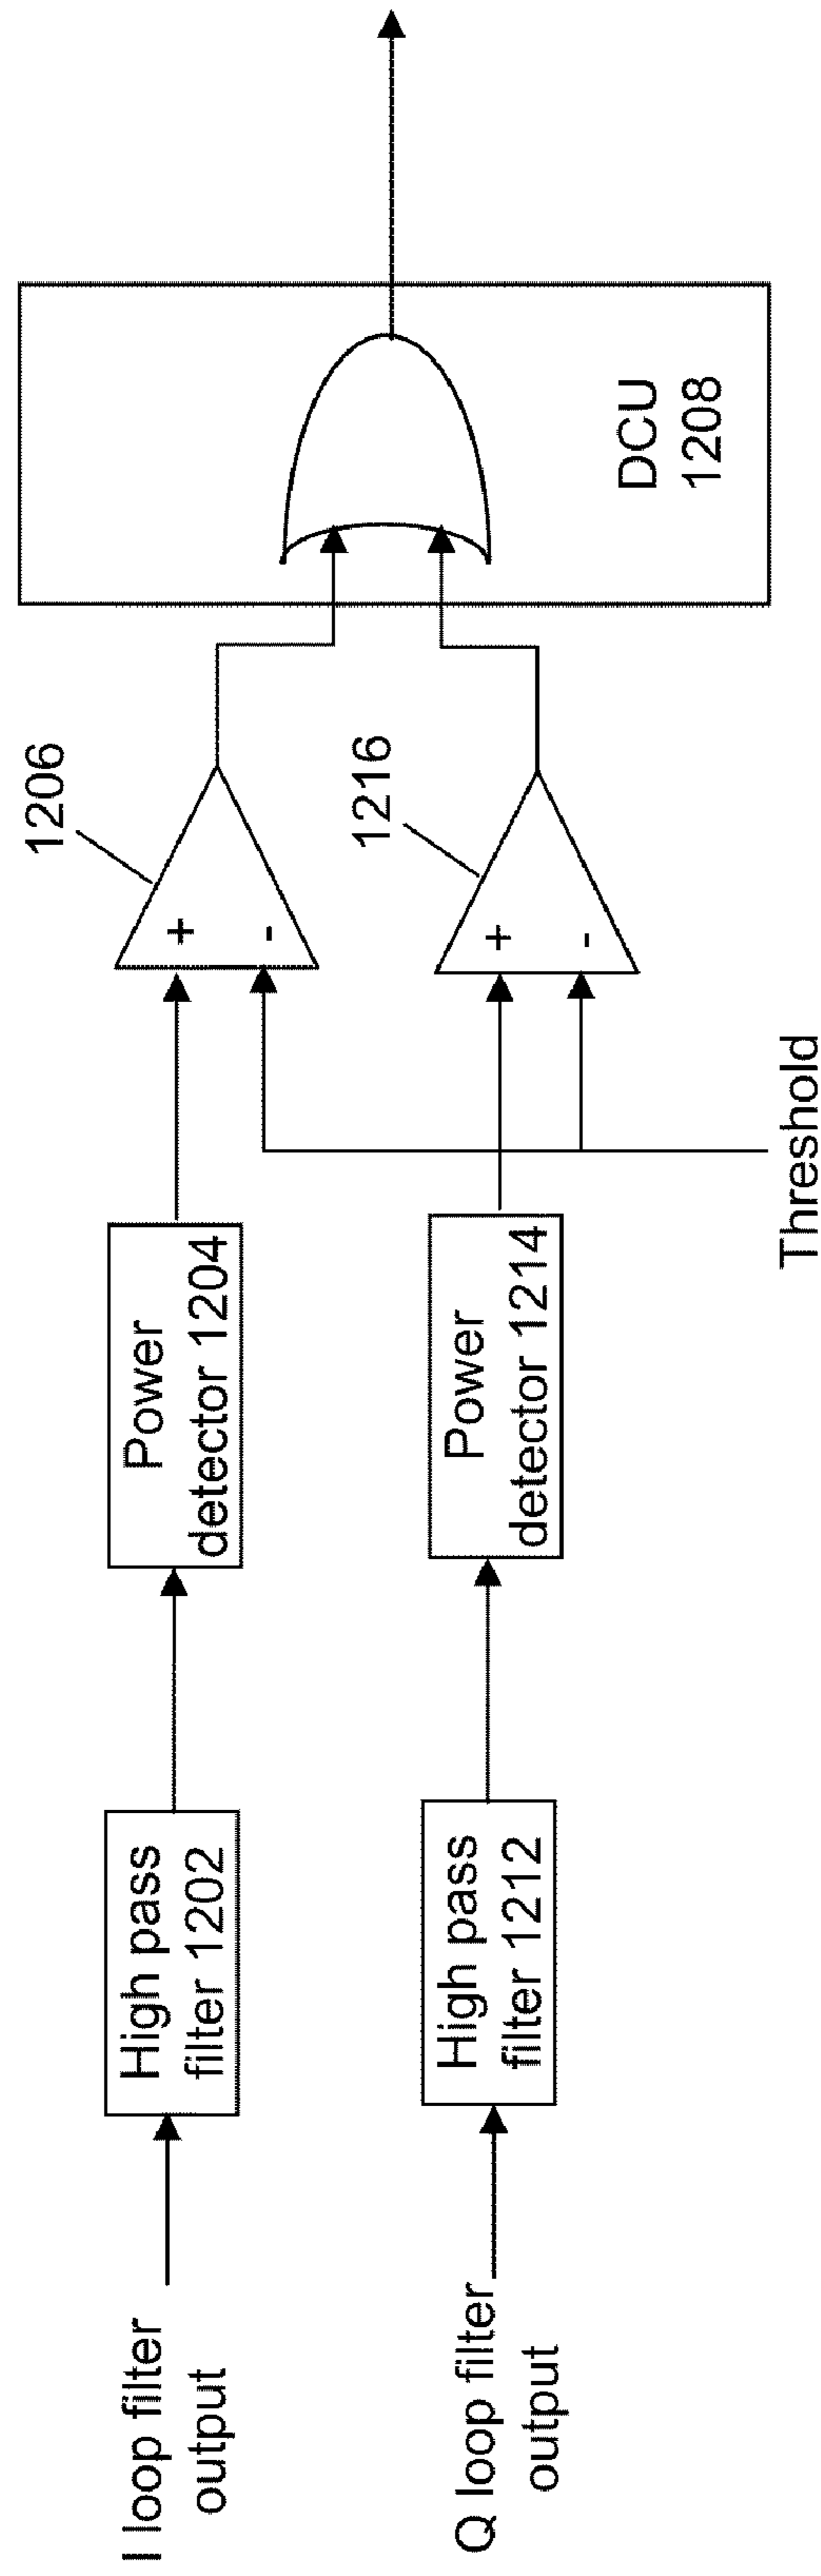 I loop filter
output
High pass
filter 1202
Power
detector 1204
+
-
1206
Q loop filter
output
High pass
filter 1212
Power
detector 1214
+
-
1216
Threshold
DCU
1208